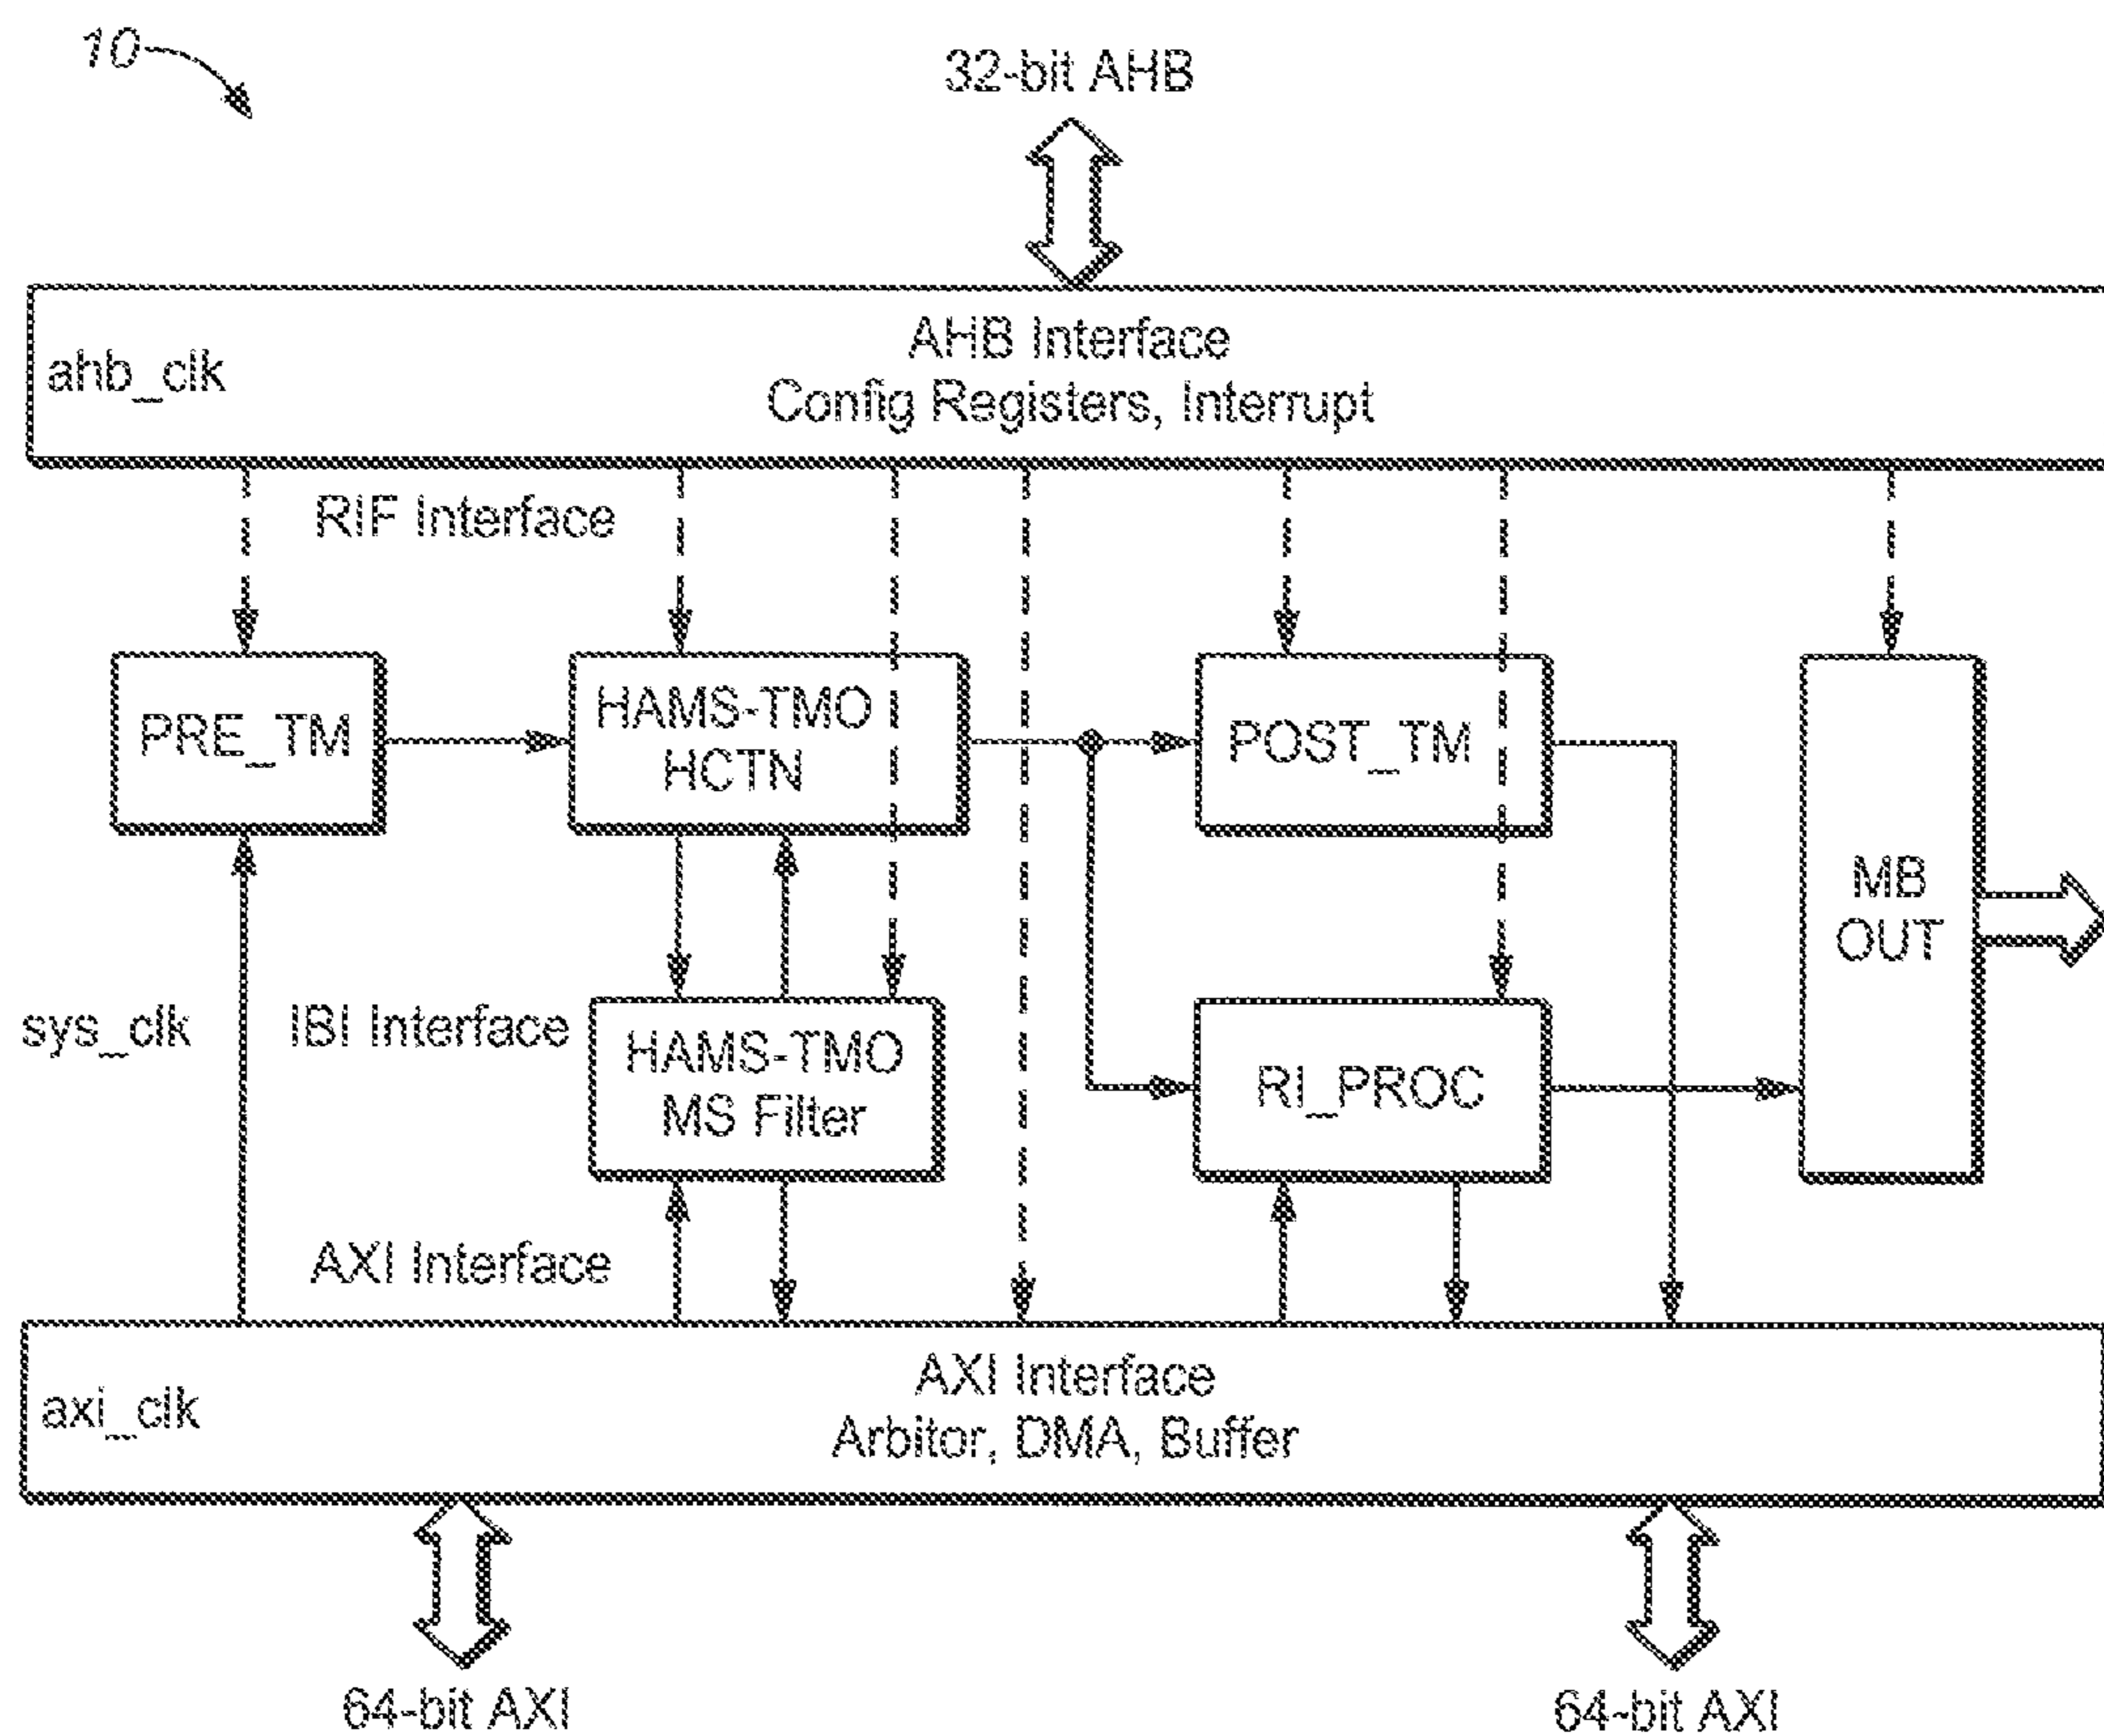 10
32-bit AHB
AHB Interface
ahb_clk
Config Registers, Interrupt
RIF Interface
PRE_TM
HAMS-TMO
HCTN
POST_TM
MB
OUT
sys_clk
IBI Interface
HAMS-TMO
MS Filter
RI_PROC
AXI Interface
AXI Interface
axi_clk
Arbitor, DMA, Buffer
64-bit AXI
64-bit AXI